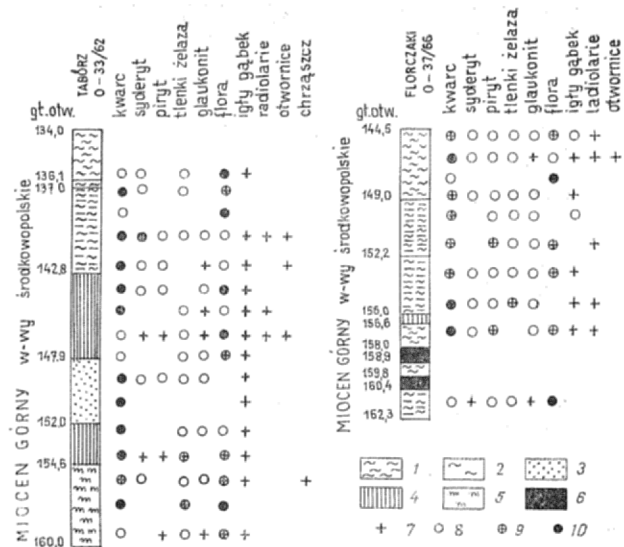 TABÓRZ
O-33/62
gł.otw.
kwarc
syderyt
piryt
tlenki żelaza
glaukonit
flora
igły gąbek
radiolarie
otwornice
chrząszcz
134,0
136,1
137,0
142,8
147,9
152,0
154,6
160,0
MIOCEN GÓRNY w-wy środkowopolskie
FLORCZAKI
O-37/66
gł.otw.
kwarc
syderyt
piryt
tlenki żelaza
glaukonit
flora
igły gąbek
ladiolarie
otwornice
144,5
149,0
152,2
156,0
156,6
158,0
158,9
159,8
160,4
162,3
MIOCEN GÓRNY w-wy środkowopolskie
1 2 3
4 5 6
+ 7 8 9 10